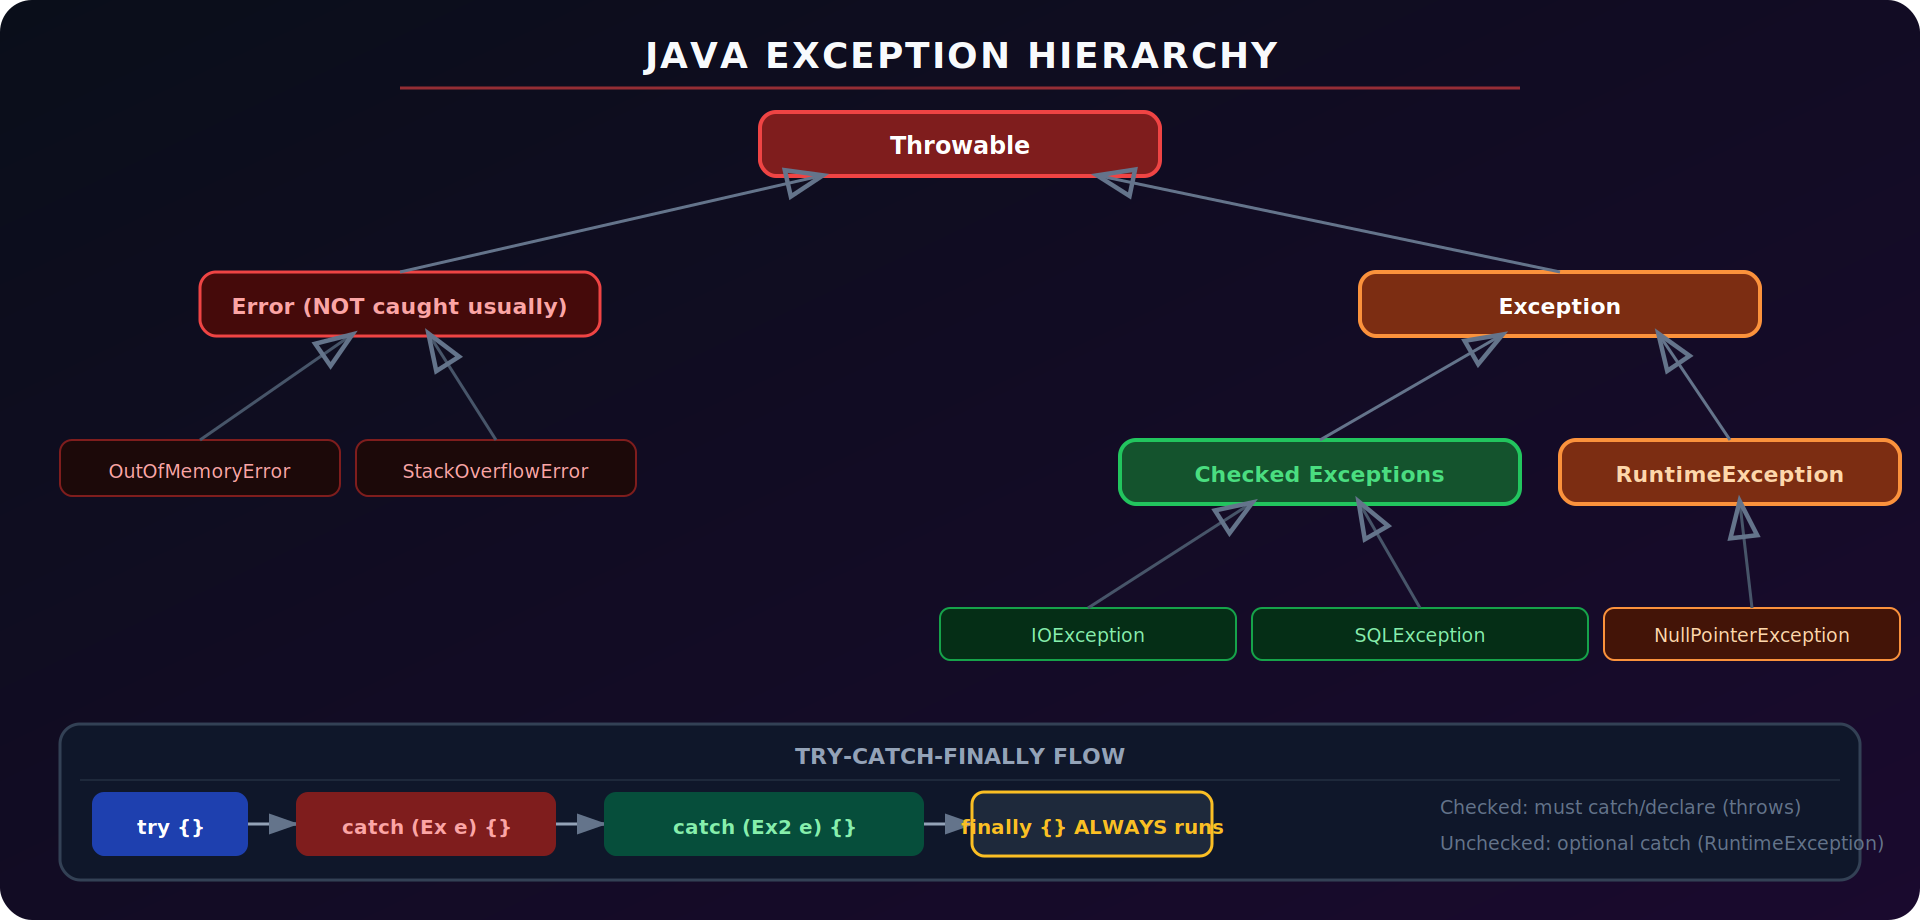 JAVA EXCEPTION HIERARCHY
Throwable
Error (NOT caught usually)
Exception
OutOfMemoryError
StackOverflowError
Checked Exceptions
RuntimeException
IOException
SQLException
NullPointerException
TRY-CATCH-FINALLY FLOW
try {}
catch (Ex e) {}
catch (Ex2 e) {}
finally {} ALWAYS runs
Checked: must catch/declare (throws)
Unchecked: optional catch (RuntimeException)